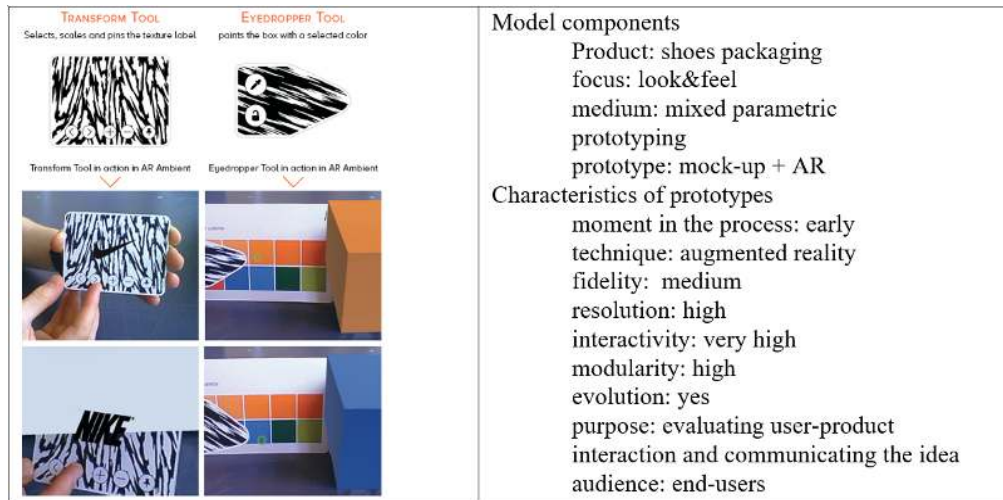 TRANSFORM TOOL
Selects, scales and pins the texture label
Transform Tool in action in AR Ambient
EYEDROPPER TOOL
paints the box with a selected color
Eyedropper Tool in action in AR Ambient
NIKE
Model components
Product: shoes packaging
focus: look&feel
medium: mixed parametric
prototyping
prototype: mock-up + AR
Characteristics of prototypes
moment in the process: early
technique: augmented reality
fidelity: medium
resolution: high
interactivity: very high
modularity: high
evolution: yes
purpose: evaluating user-product
interaction and communicating the idea
audience: end-users